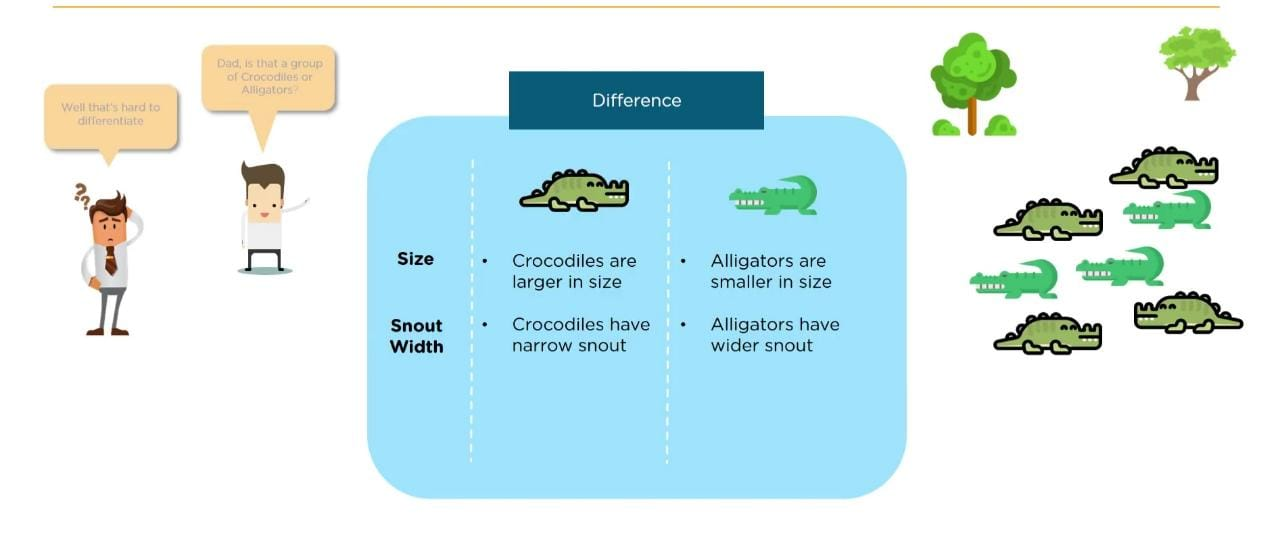 Dad, is that a group
of Crocodiles or
Alligators?
Well that's hard to
differentiate
Difference
Size
• Crocodiles are
larger in size
• Alligators are
smaller in size
Snout
Width
• Crocodiles have
narrow snout
• Alligators have
wider snout
? ?